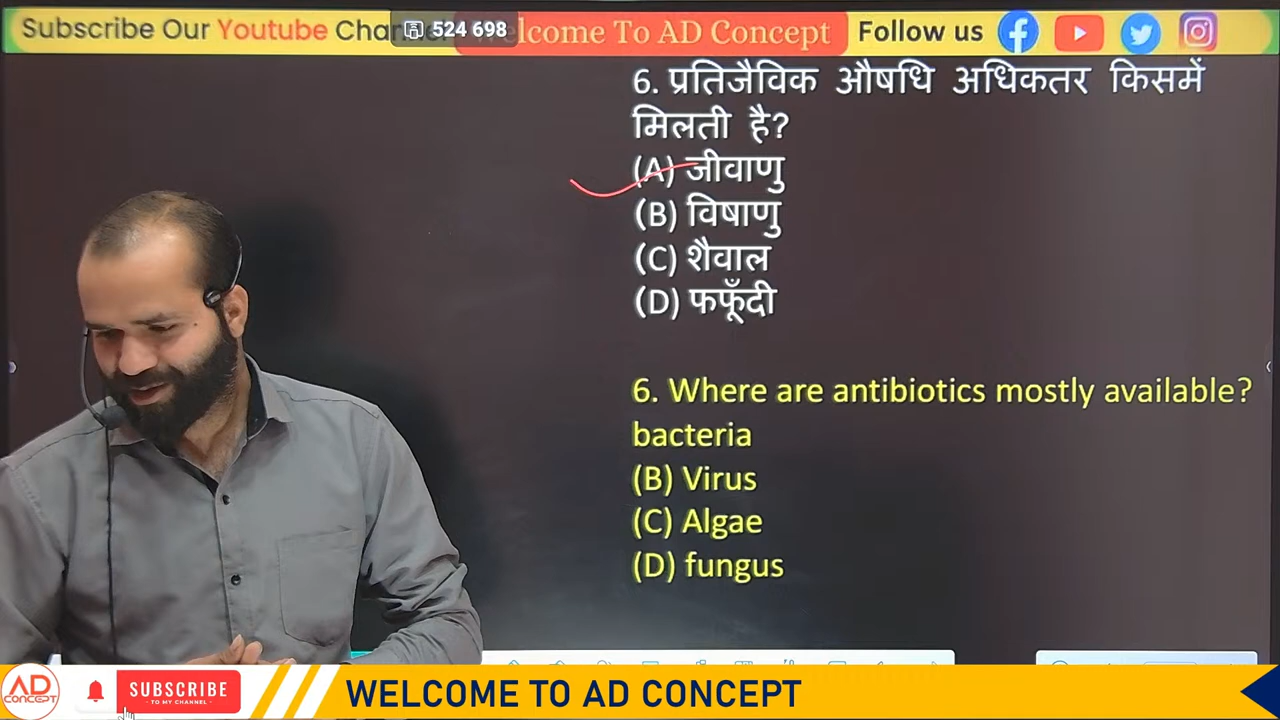 Subscribe Our Youtube
524 698
Welcome To AD Concept
Follow us
6. प्रतिजैविक औषधि अधिकतर किसमें
मिलती है?
(A) जीवाणु
(B) विषाणु
(C) शैवाल
(D) फफूँदी
6. Where are antibiotics mostly available?
bacteria
(B) Virus
(C) Algae
(D) fungus
AD
CONCEPT
SUBSCRIBE
- TO MY CHANNEL -
WELCOME TO AD CONCEPT